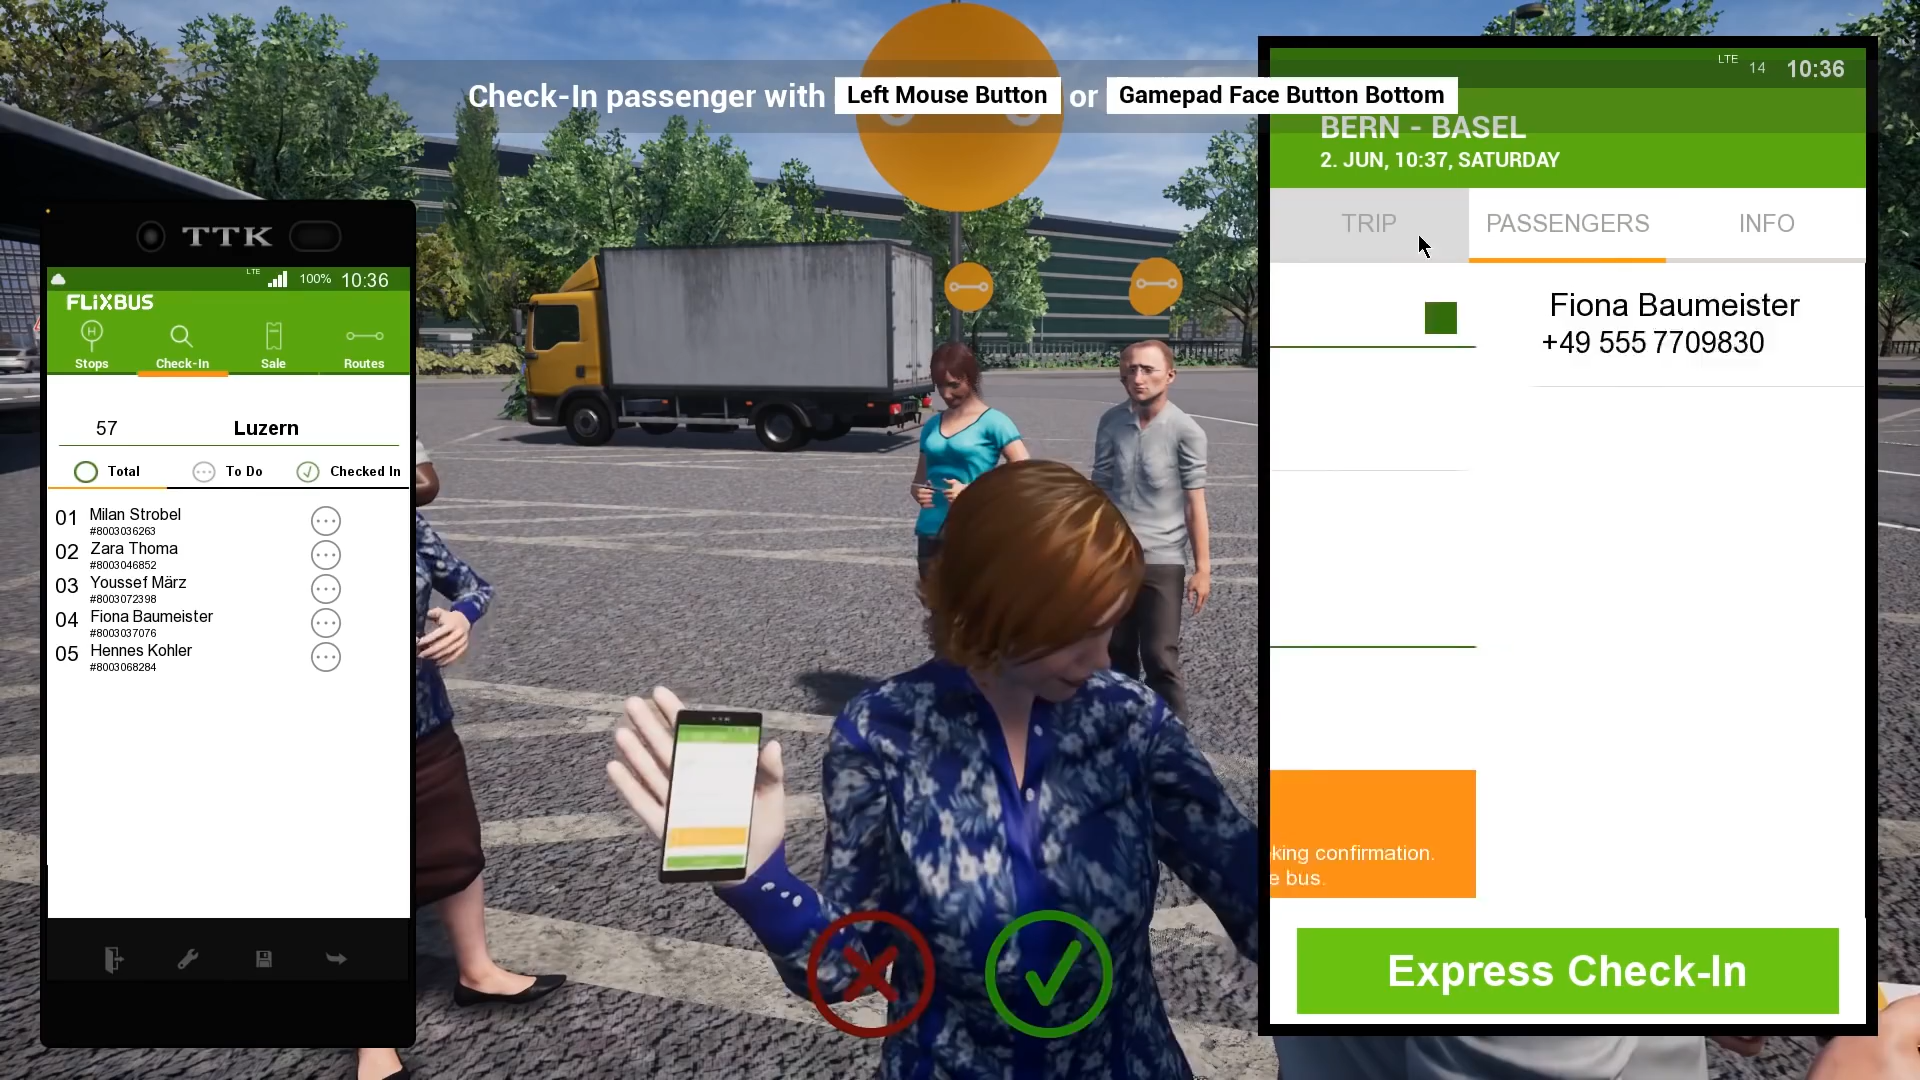 Check-In passenger with Left Mouse Button or Gamepad Face Button Bottom
TTK
LTE 100% 10:36
FLiXBUS
H
Stops Check-In Sale Routes
57 Luzern
Total To Do Checked In
01 Milan Strobel
#8003036263
02 Zara Thoma
#8003046852
03 Youssef März
#8003072398
04 Fiona Baumeister
#8003037076
05 Hennes Kohler
#8003068284
LTE 14 10:36
BERN - BASEL
2. JUN, 10:37, SATURDAY
TRIP PASSENGERS INFO
Fiona Baumeister
+49 555 7709830
king confirmation.
e bus.
Express Check-In